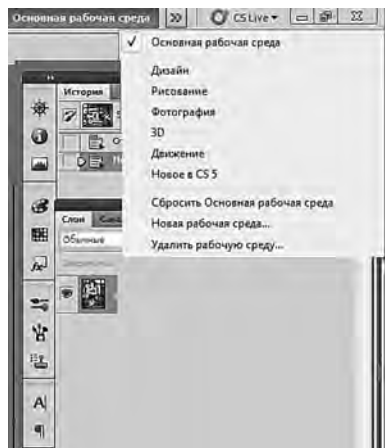 Основная рабочая среда
CS Live
Основная рабочая среда
Дизайн
Рисование
Фотография
3D
Движение
Новое в CS 5
Сбросить Основная рабочая среда
Новая рабочая среда...
Удалить рабочую среду...
История
Слои
Обычные